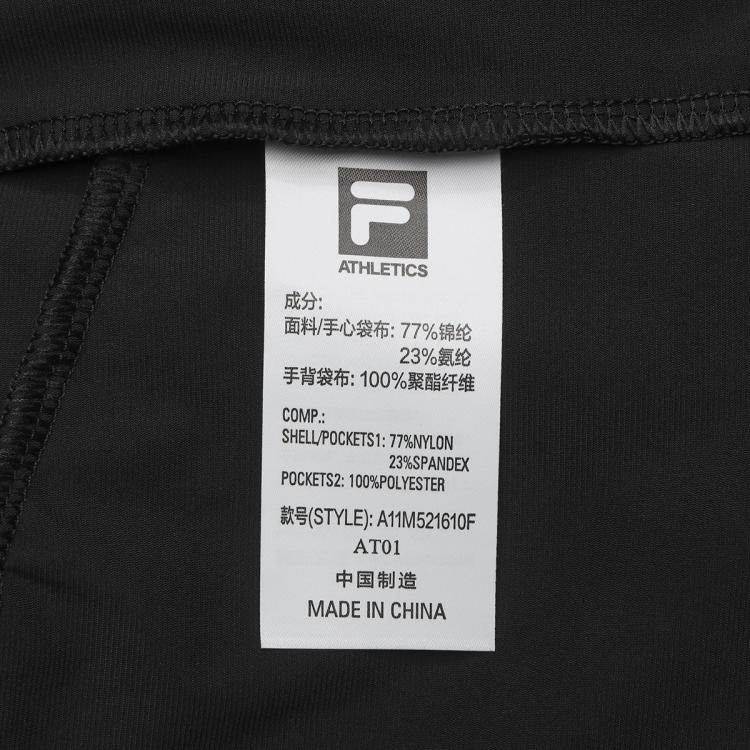 F
ATHLETICS
成分:
面料/手心袋布: 77%锦纶
23%氨纶
手背袋布: 100%聚酯纤维
COMP.:
SHELL/POCKETS1: 77%NYLON
23%SPANDEX
POCKETS2: 100%POLYESTER
款号(STYLE): A11M521610F
AT01
中国制造
MADE IN CHINA